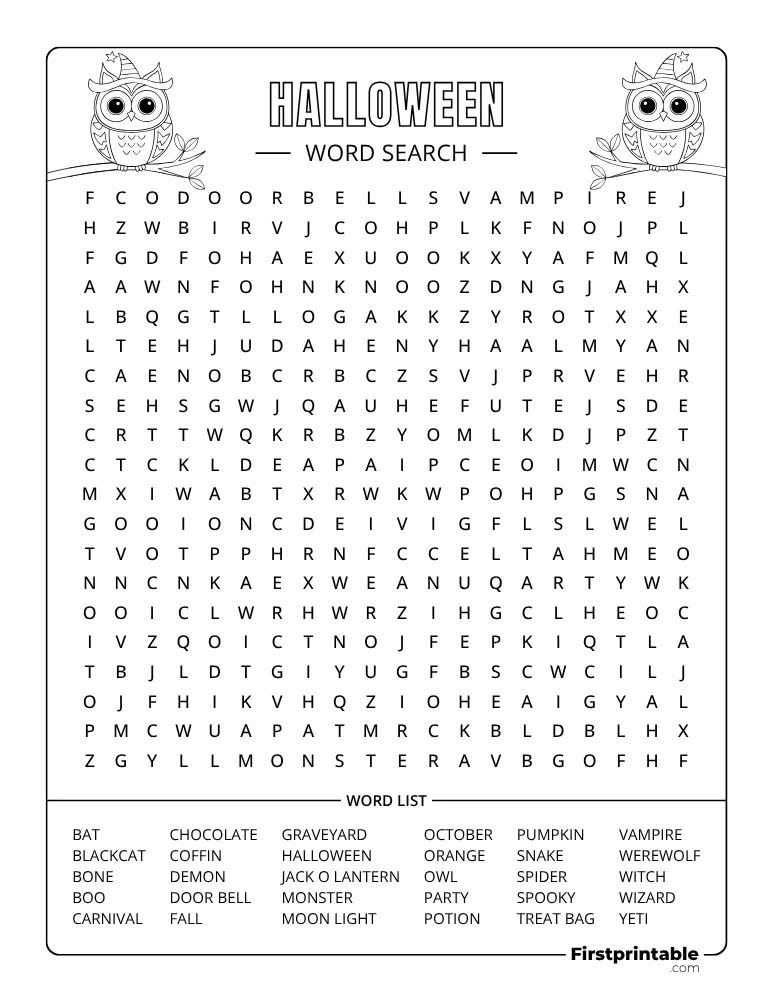 HALLOWEEN
WORD SEARCH
F C O D O O R B E L L S V A M P I R E J
H Z W B I R V J C O H P L K F N O J P L
F G D F O H A E X U O O K X Y A F M Q L
A A W N F O H N K N O O Z D N G J A H X
L B Q G T L L O G A K K Z Y R O T X X E
L T E H J U D A H E N Y H A A L M Y A N
C A E N O B C R B C Z S V J P R V E H R
S E H S G W J Q A U H E F U T E J S D E
C R T T W Q K R B Z Y O M L K D J P Z T
C T C K L D E A P A I P C E O I M W C N
M X I W A B T X R W K W P O H P G S N A
G O O I O N C D E I V I G F L S L W E L
T V O T P P H R N F C C E L T A H M E O
N N C N K A E X W E A N U Q A R T Y W K
O O I C L W R H W R Z I H G C L H E O C
I V Z Q O I C T N O J F E P K I Q T L A
T B J L D T G I Y U G F B S C W C I L J
O J F H I K V H Q Z I O H E A I G Y A L
P M C W U A P A T M R C K B L D B L H X
Z G Y L L M O N S T E R A V B G O F H F
WORD LIST
BAT CHOCOLATE GRAVEYARD OCTOBER PUMPKIN VAMPIRE
BLACKCAT COFFIN HALLOWEEN ORANGE SNAKE WEREWOLF
BONE DEMON JACK O LANTERN OWL SPIDER WITCH
BOO DOOR BELL MONSTER PARTY SPOOKY WIZARD
CARNIVAL FALL MOON LIGHT POTION TREAT BAG YETI
Firstprintable
.com